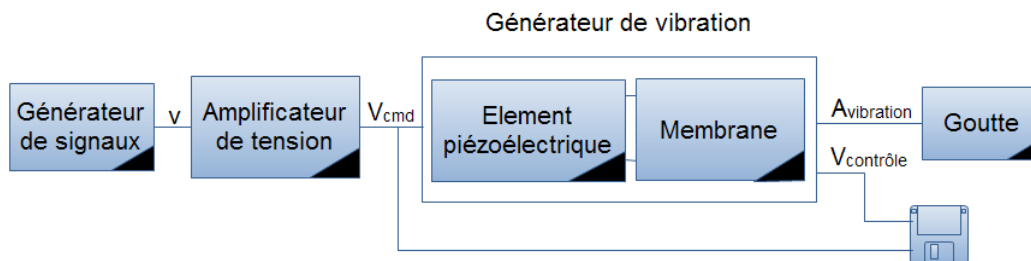 Générateur de vibration
Générateur
de signaux
v
Amplificateur
de tension
Vcmd
Element
piézoélectrique
Membrane
Avibration
Vcontrôle
Goutte